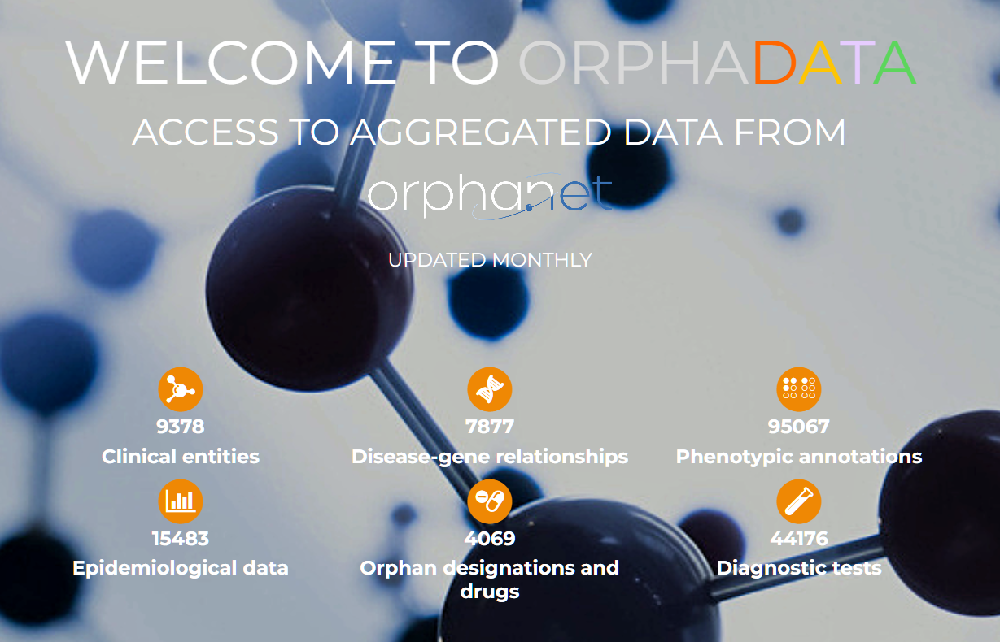 WELCOME TO ORPHADATA
ACCESS TO AGGREGATED DATA FROM
orphanet
UPDATED MONTHLY
9378
Clinical entities
7877
Disease-gene relationships
95067
Phenotypic annotations
15483
Epidemiological data
4069
Orphan designations and
drugs
44176
Diagnostic tests